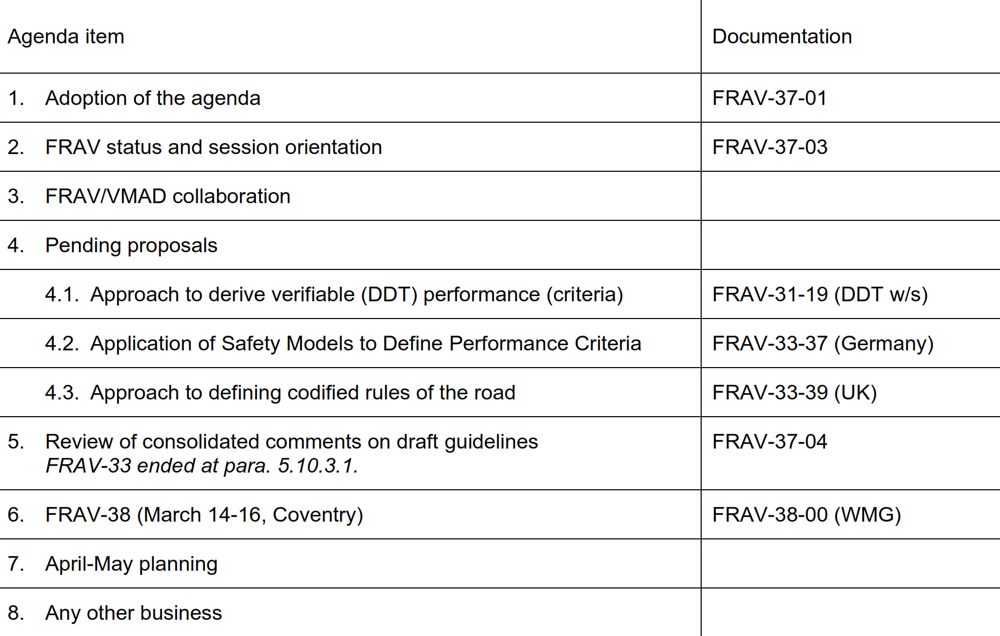 Agenda item Documentation
1. Adoption of the agenda FRAV-37-01
2. FRAV status and session orientation FRAV-37-03
3. FRAV/VMAD collaboration
4. Pending proposals
4.1. Approach to derive verifiable (DDT) performance (criteria) FRAV-31-19 (DDT w/s)
4.2. Application of Safety Models to Define Performance Criteria FRAV-33-37 (Germany)
4.3. Approach to defining codified rules of the road FRAV-33-39 (UK)
5. Review of consolidated comments on draft guidelines FRAV-37-04
FRAV-33 ended at para. 5.10.3.1.
6. FRAV-38 (March 14-16, Coventry) FRAV-38-00 (WMG)
7. April-May planning
8. Any other business